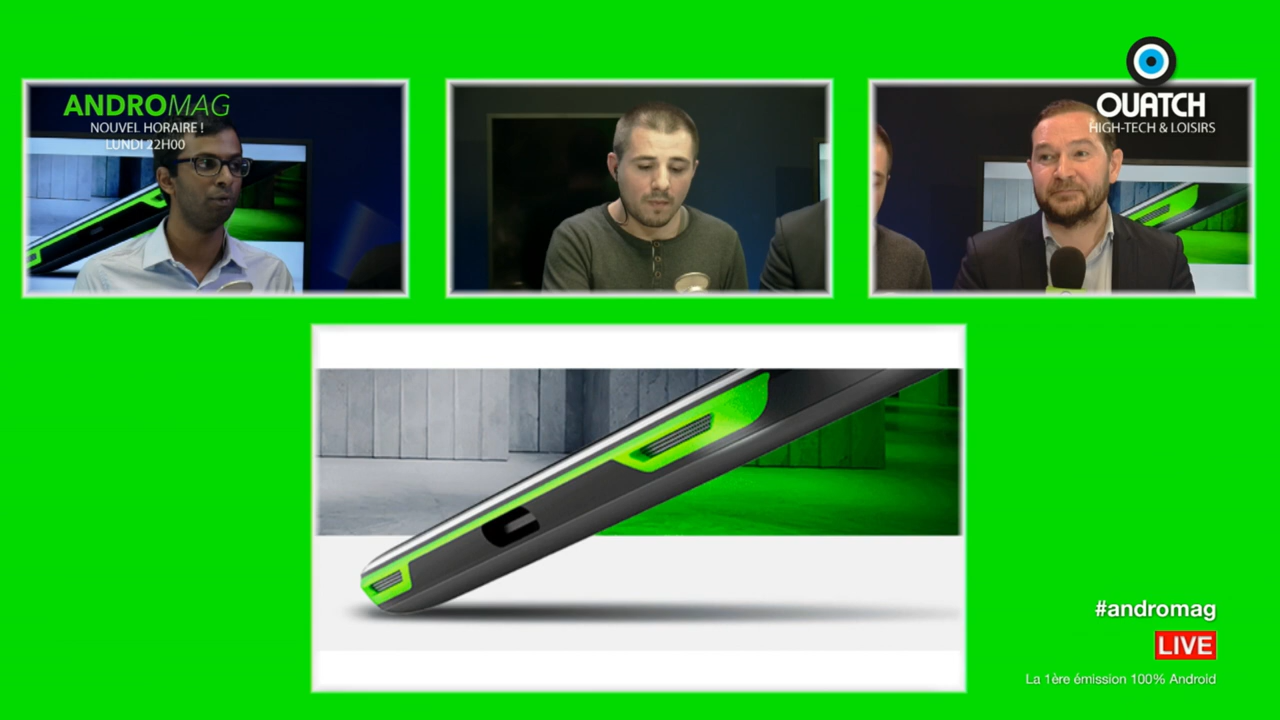 ANDROMAG
NOUVEL HORAIRE !
LUNDI 22H00
OUATCH
HIGH-TECH & LOISIRS
#andromag
LIVE
La 1ère émission 100% Android